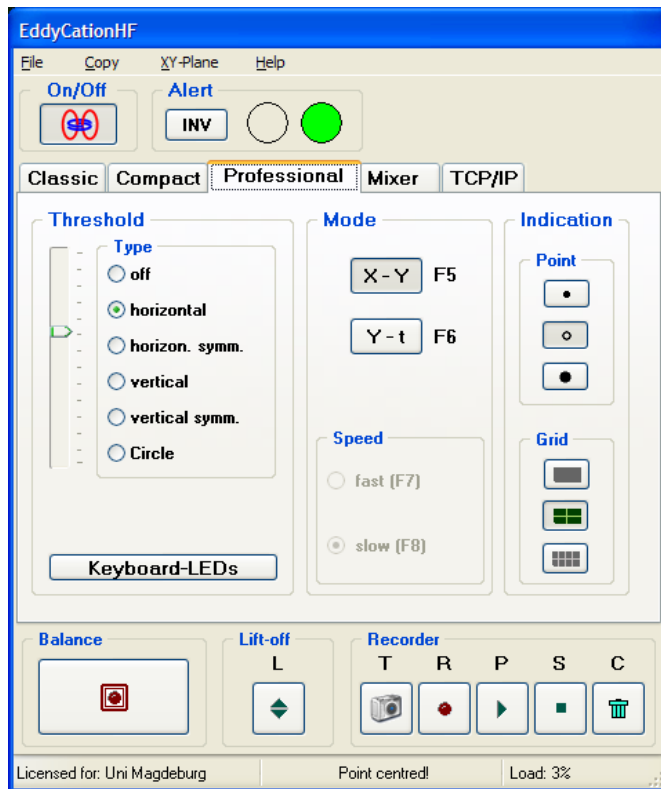 EddyCationHF
File Copy XY-Plane Help
On/Off Alert
INV
Classic Compact Professional Mixer TCP/IP
Threshold
Type
off
horizontal
horizon. symm.
vertical
vertical symm.
Circle
Keyboard-LEDs
Mode
X - Y F5
Y - t F6
Speed
fast (F7)
slow (F8)
Indication
Point
Grid
Balance
Lift-off
L
Recorder
T R P S C
Licensed for: Uni Magdeburg Point centred! Load: 3%